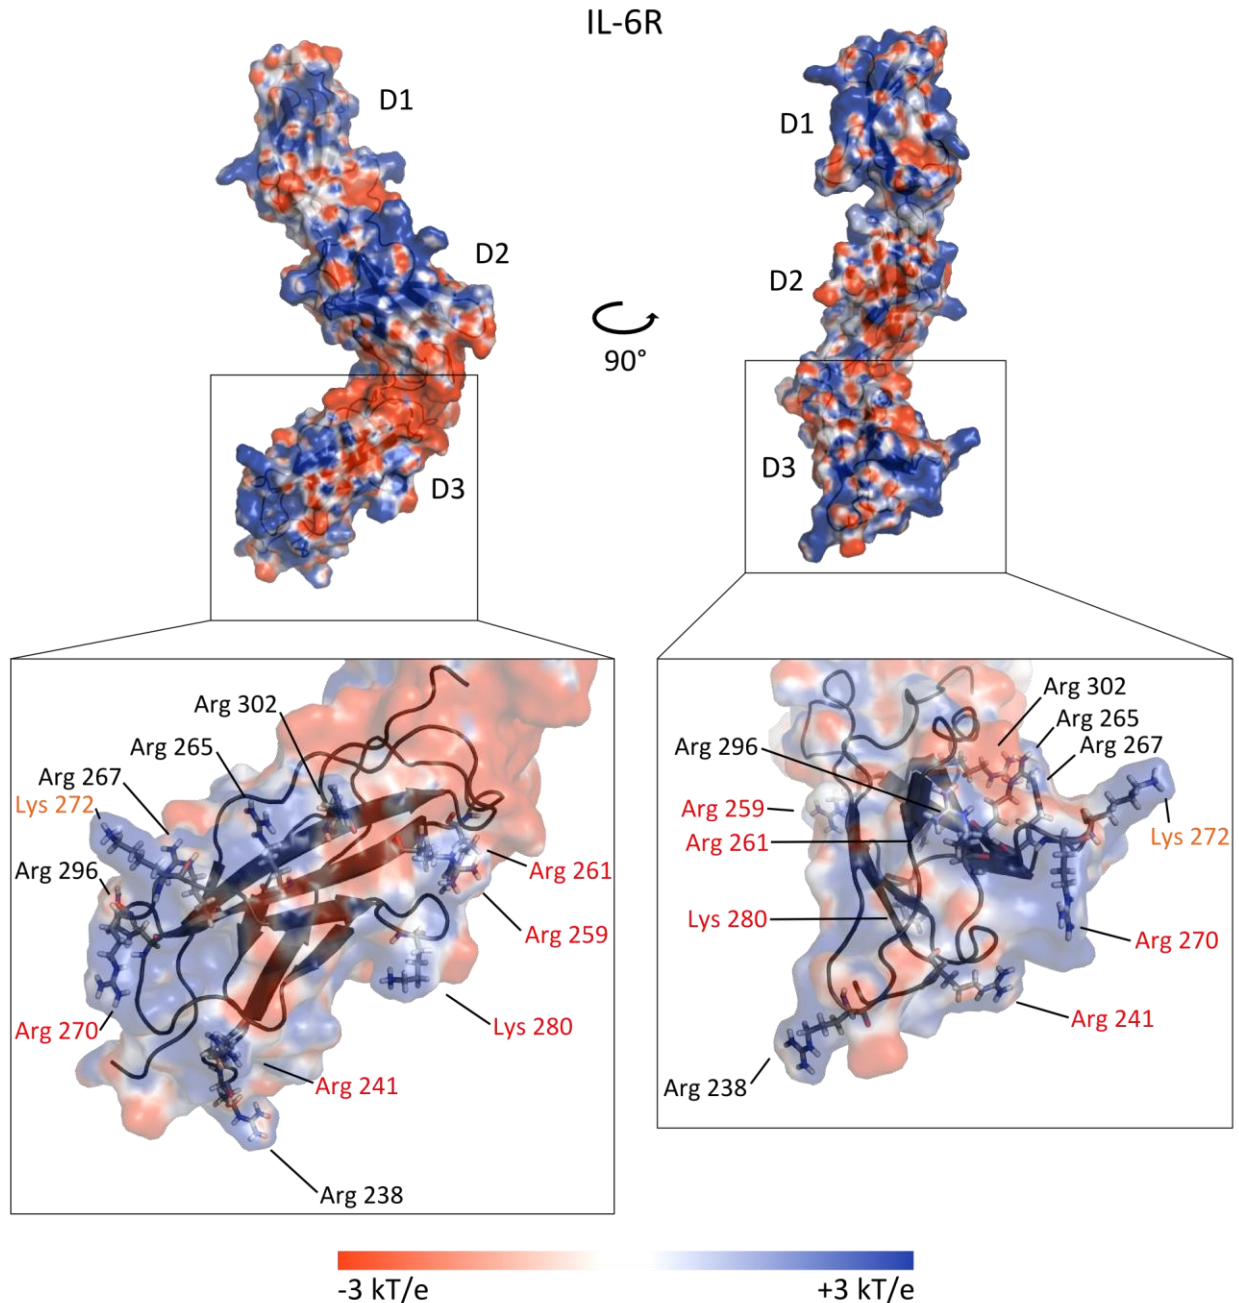 IL-6R
D1
D2
D3
90°
D1
D2
D3
Arg 302
Arg 265
Arg 267
Lys 272
Arg 296
Arg 270
Arg 261
Arg 259
Lys 280
Arg 241
Arg 238
Arg 302
Arg 265
Arg 296
Arg 267
Arg 259
Arg 261
Lys 272
Lys 280
Arg 270
Arg 241
Arg 238
-3 kT/e
+3 kT/e